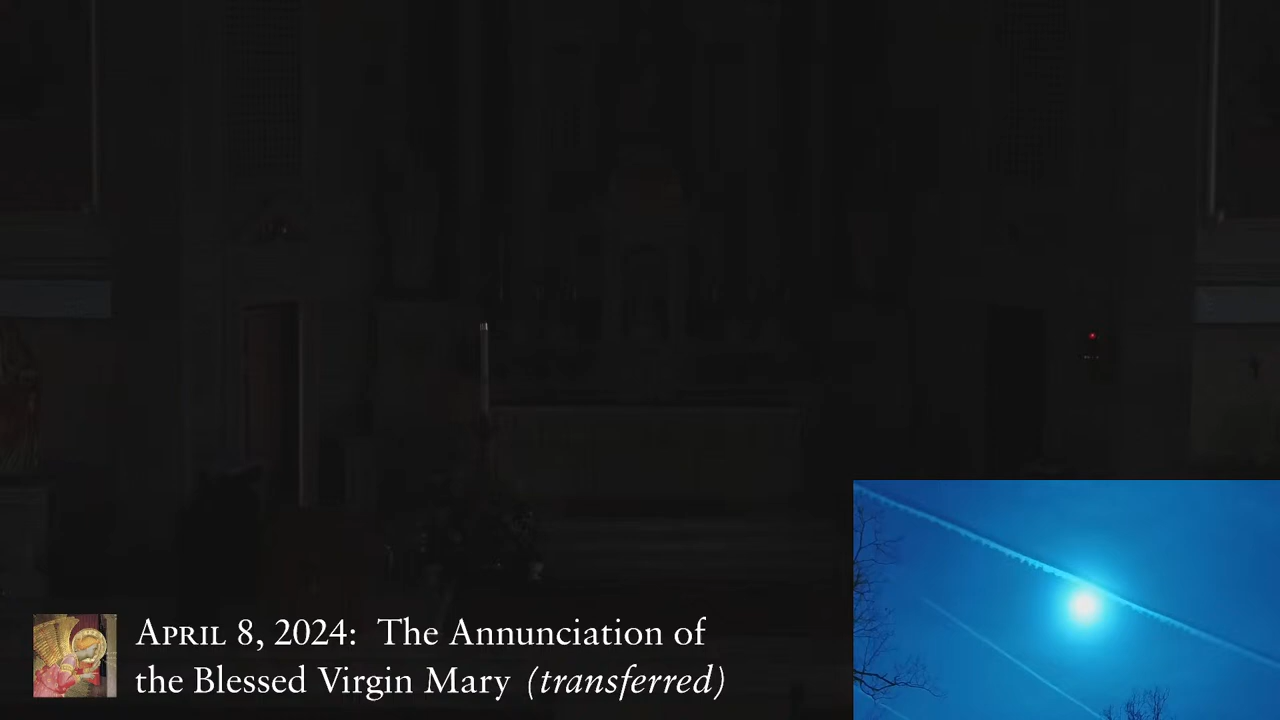 April 8, 2024: The Annunciation of
the Blessed Virgin Mary (transferred)